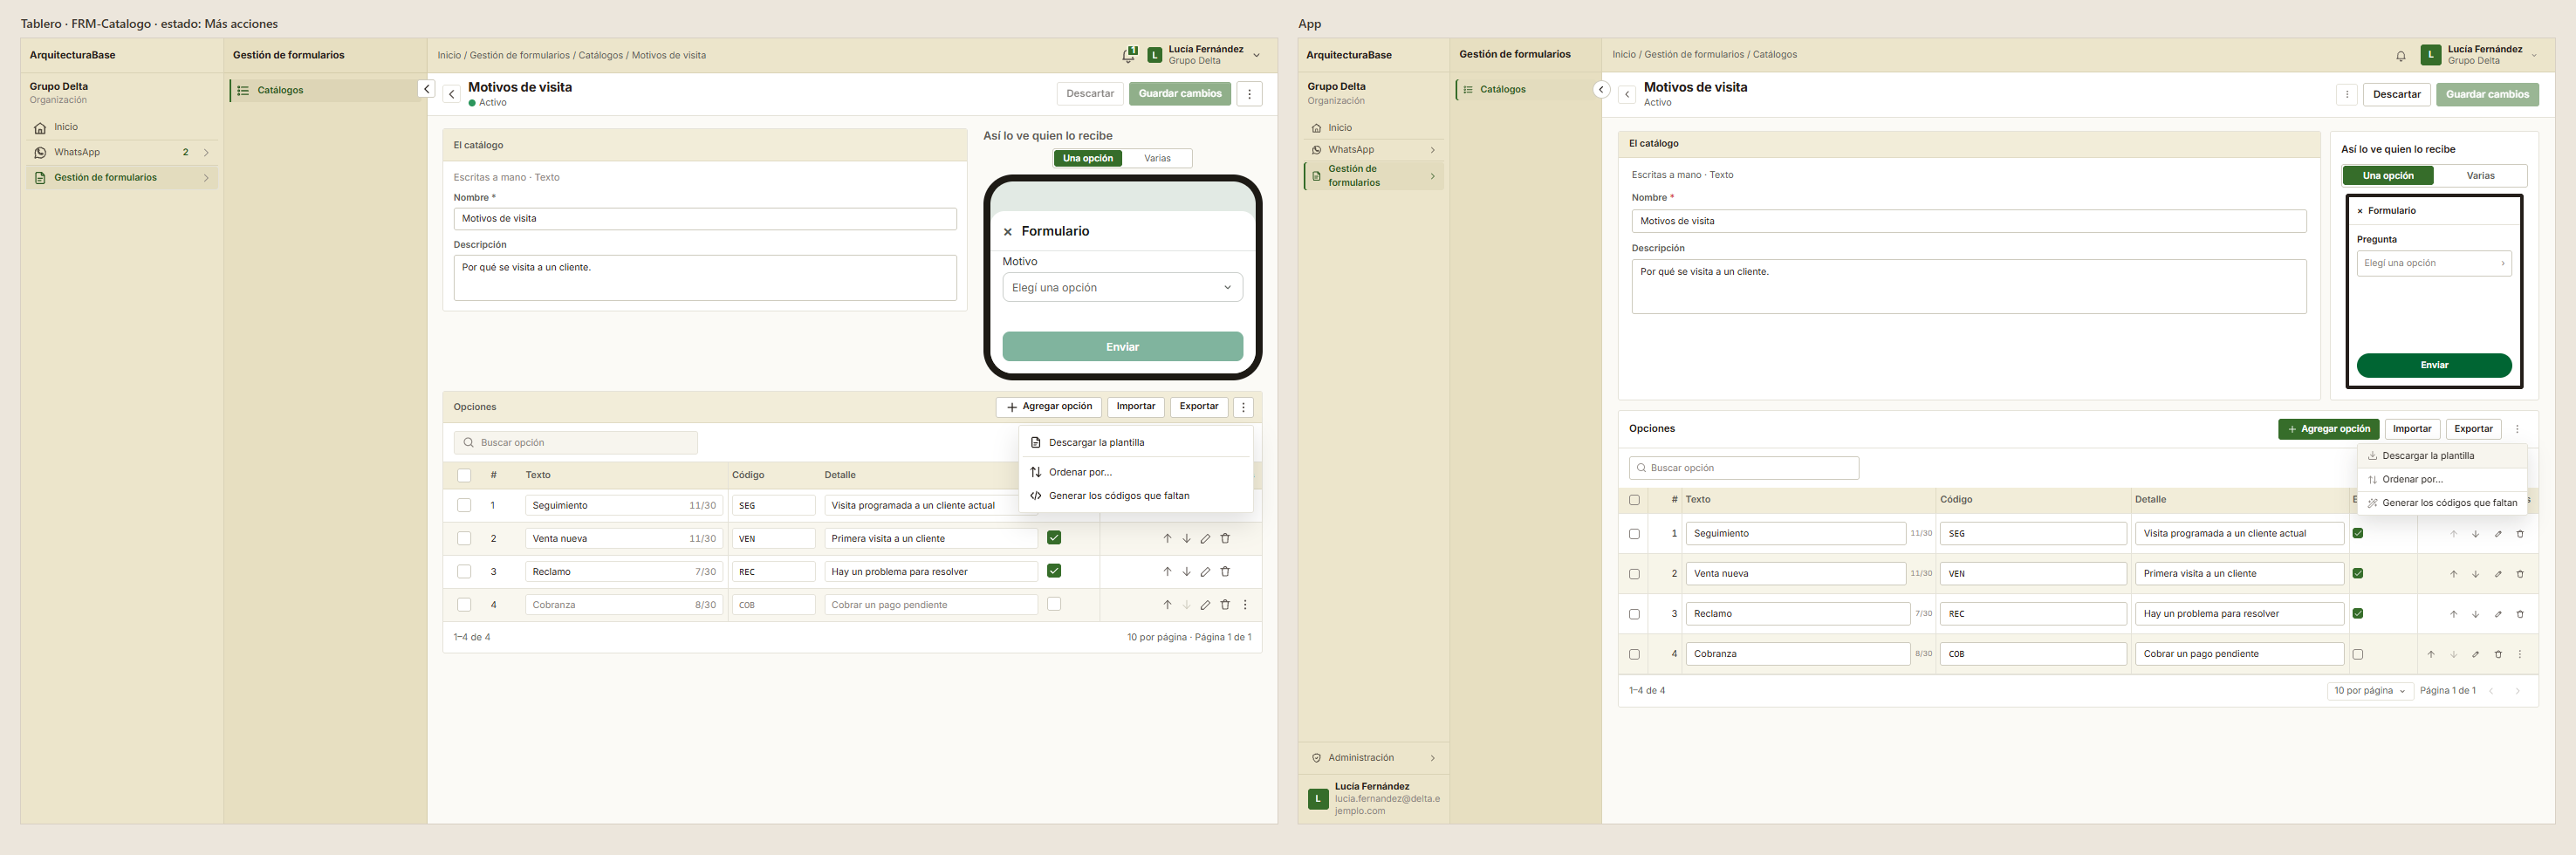 Tablero · FRM-Catalogo · estado: Más acciones
ArquitecturaBase
Grupo Delta
Organización
Inicio
WhatsApp 2
Gestión de formularios
Gestión de formularios
Catálogos
Inicio / Gestión de formularios / Catálogos / Motivos de visita
1
L
Lucía Fernández
Grupo Delta
Motivos de visita
Activo
Descartar
Guardar cambios
El catálogo
Escritas a mano · Texto
Nombre *
Motivos de visita
Descripción
Por qué se visita a un cliente.
Así lo ve quien lo recibe
Una opción
Varias
× Formulario
Motivo
Elegí una opción
Enviar
Opciones
+ Agregar opción
Importar
Exportar
Buscar opción
Descargar la plantilla
Ordenar por...
Generar los códigos que faltan
# Texto Código Detalle
1 Seguimiento 11/30 SEG Visita programada a un cliente actual
2 Venta nueva 11/30 VEN Primera visita a un cliente
3 Reclamo 7/30 REC Hay un problema para resolver
4 Cobranza 8/30 COB Cobrar un pago pendiente
1–4 de 4
10 por página · Página 1 de 1
App
ArquitecturaBase
Grupo Delta
Organización
Inicio
WhatsApp
Gestión de
formularios
Administración
L
Lucía Fernández
lucia.fernandez@delta.e
jemplo.com
Gestión de formularios
Catálogos
Inicio / Gestión de formularios / Catálogos
L
Lucía Fernández
Grupo Delta
Motivos de visita
Activo
Descartar
Guardar cambios
El catálogo
Escritas a mano · Texto
Nombre *
Motivos de visita
Descripción
Por qué se visita a un cliente.
Así lo ve quien lo recibe
Una opción
Varias
× Formulario
Pregunta
Elegí una opción
Enviar
Opciones
+ Agregar opción
Importar
Exportar
Buscar opción
Descargar la plantilla
Ordenar por...
Generar los códigos que faltan
# Texto Código Detalle
1 Seguimiento 11/30 SEG Visita programada a un cliente actual
2 Venta nueva 11/30 VEN Primera visita a un cliente
3 Reclamo 7/30 REC Hay un problema para resolver
4 Cobranza 8/30 COB Cobrar un pago pendiente
1–4 de 4
10 por página
Página 1 de 1